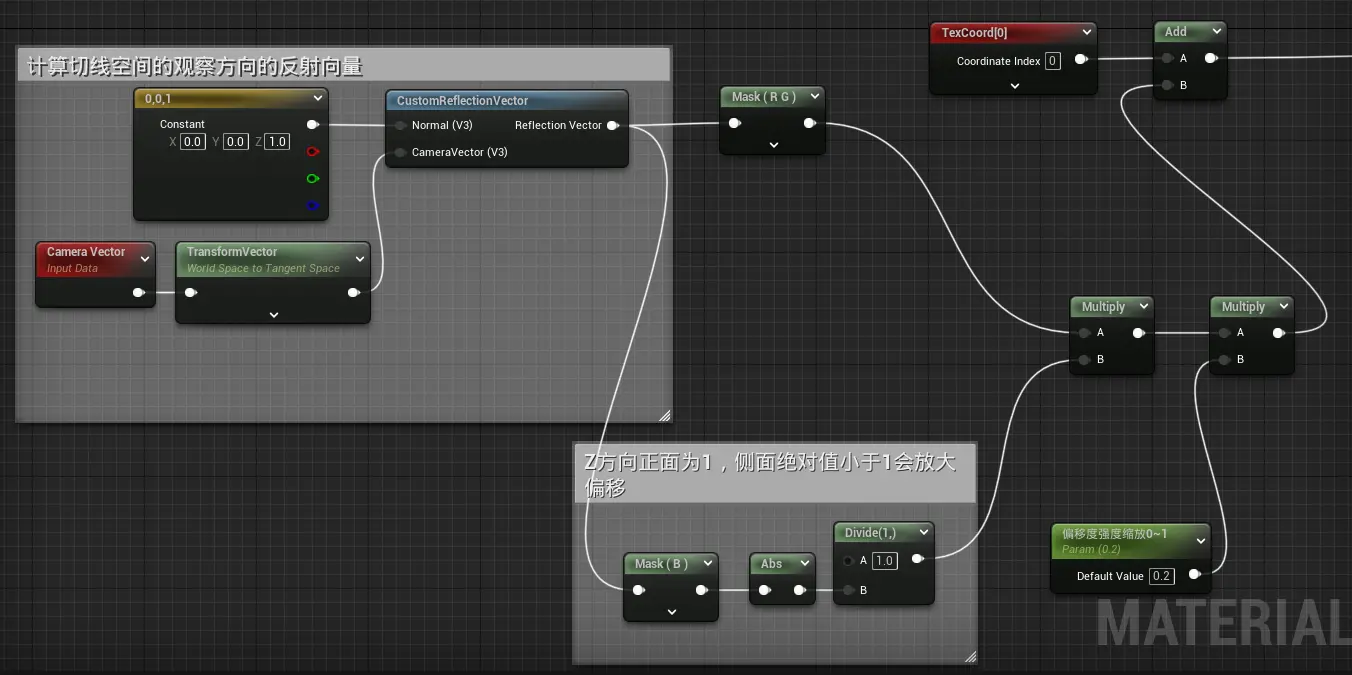 计算切线空间的观察方向的反射向量
0,0,1
Constant
X 0.0 Y 0.0 Z 1.0
CustomReflectionVector
Normal (V3) Reflection Vector
CameraVector (V3)
Camera Vector
Input Data
TransformVector
World Space to Tangent Space
Mask ( R G )
TexCoord[0]
Coordinate Index 0
Add
A
B
Multiply
A
B
Multiply
A
B
Z方向正面为1，侧面绝对值小于1会放大
偏移
Mask ( B )
Abs
Divide(1,)
A 1.0
B
偏移度强度缩放0~1
Param (0.2)
Default Value 0.2
MATERIAL